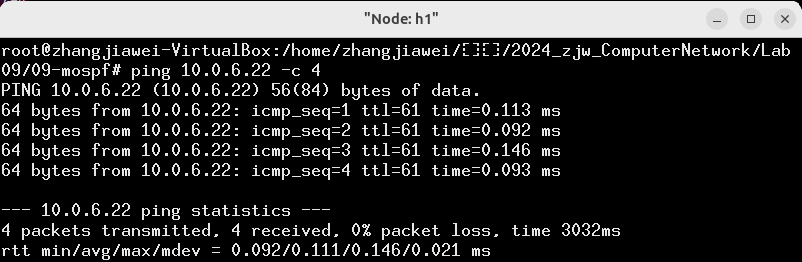 "Node: h1"
root@zhangjiawei-VirtualBox:/home/zhangjiawei/[][]/2024_zjw_ComputerNetwork/Lab
09/09-mospf# ping 10.0.6.22 -c 4
PING 10.0.6.22 (10.0.6.22) 56(84) bytes of data.
64 bytes from 10.0.6.22: icmp_seq=1 ttl=61 time=0.113 ms
64 bytes from 10.0.6.22: icmp_seq=2 ttl=61 time=0.092 ms
64 bytes from 10.0.6.22: icmp_seq=3 ttl=61 time=0.146 ms
64 bytes from 10.0.6.22: icmp_seq=4 ttl=61 time=0.093 ms
--- 10.0.6.22 ping statistics ---
4 packets transmitted, 4 received, 0% packet loss, time 3032ms
rtt min/avg/max/mdev = 0.092/0.111/0.146/0.021 ms